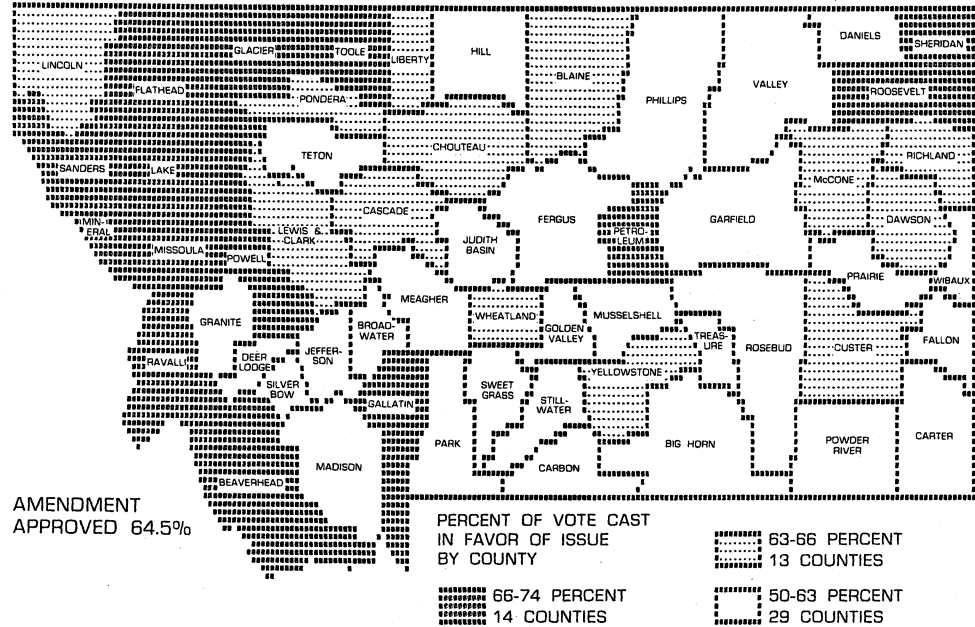 DANIELS
SHERIDAN
GLACIER
TOOLE
LIBERTY
HILL
LINCOLN
BLAINE
FLATHEAD
PONDERA
PHILLIPS
VALLEY
ROOSEVELT
TETON
CHOUTEAU
RICHLAND
SANDERS
LAKE
McCONE
CASCADE
FERGUS
GARFIELD
DAWSON
MIN-
ERAL
LEWIS &
CLARK
JUDITH
BASIN
PETRO-
LEUM
MISSOULA
POWELL
PRAIRIE
WIBAUX
MEAGHER
GRANITE
BROAD-
WATER
WHEATLAND
GOLDEN
VALLEY
MUSSELSHELL
TREAS-
URE
ROSEBUD
CUSTER
FALLON
RAVALLI
DEER
LODGE
JEFFER-
SON
SILVER
BOW
GALLATIN
SWEET
GRASS
STILL-
WATER
YELLOWSTONE
PARK
BIG HORN
POWDER
RIVER
CARTER
MADISON
CARBON
BEAVERHEAD
AMENDMENT
APPROVED 64.5%
PERCENT OF VOTE CAST
IN FAVOR OF ISSUE
BY COUNTY
63-66 PERCENT
13 COUNTIES
66-74 PERCENT
14 COUNTIES
50-63 PERCENT
29 COUNTIES